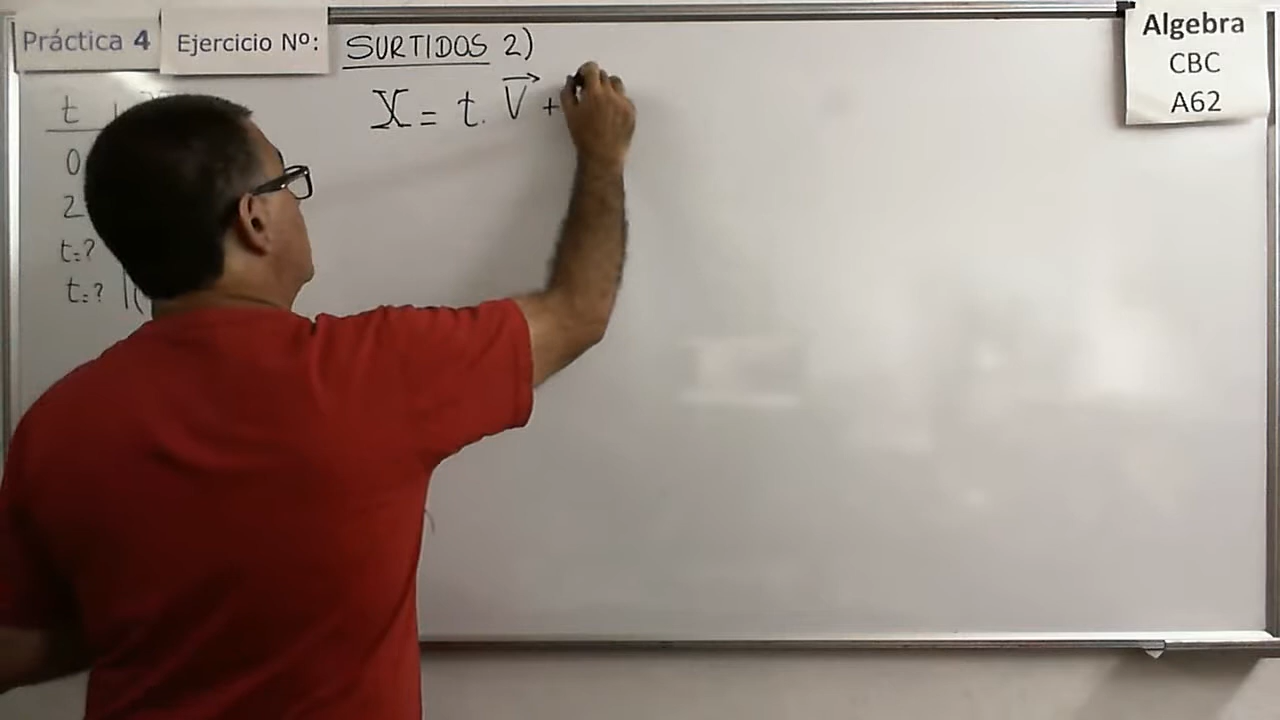 Práctica 4
Ejercicio Nº: SURTIDOS 2)
Algebra
CBC
A62
X = t. V⃗ +
t
0
2
t=?
t=?